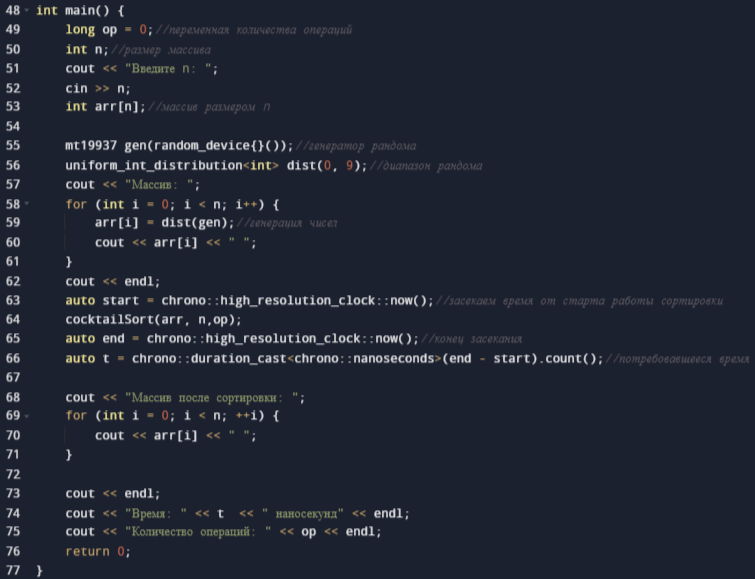 48 int main() {
49 long op = 0;//переменная количества операций
50 int n;//размер массива
51 cout << "Введите n: ";
52 cin >> n;
53 int arr[n];//массив размером n
54
55 mt19937 gen(random_device{}());//генератор рандома
56 uniform_int_distribution<int> dist(0, 9);//диапазон рандома
57 cout << "Массив: ";
58 for (int i = 0; i < n; i++) {
59 arr[i] = dist(gen);//генерация чисел
60 cout << arr[i] << " ";
61 }
62 cout << endl;
63 auto start = chrono::high_resolution_clock::now();//засекаем время от старта работы сортировки
64 cocktailSort(arr, n,op);
65 auto end = chrono::high_resolution_clock::now();//конец засекания
66 auto t = chrono::duration_cast<chrono::nanoseconds>(end - start).count();//потребовавшееся время
67
68 cout << "Массив после сортировки: ";
69 for (int i = 0; i < n; ++i) {
70 cout << arr[i] << " ";
71 }
72
73 cout << endl;
74 cout << "Время: " << t  << " наносекунд" << endl;
75 cout << "Количество операций: " << op << endl;
76 return 0;
77 }